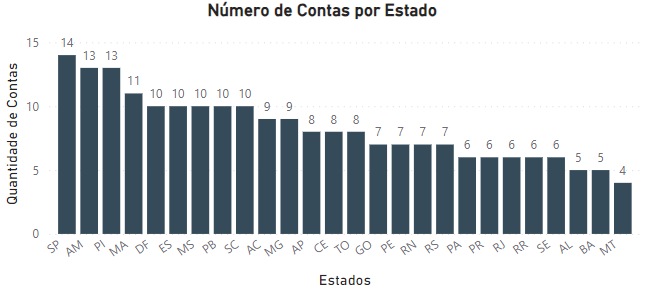 Número de Contas por Estado
Quantidade de Contas
15
10
5
0
14
13
13
11
10
10
10
10
10
9
9
8
8
8
7
7
7
7
6
6
6
6
6
5
5
4
SP
AM
PI
MA
DF
ES
MS
PB
SC
AC
MG
AP
CE
TO
GO
PE
RN
RS
PA
PR
RJ
RR
SE
AL
BA
MT
Estados